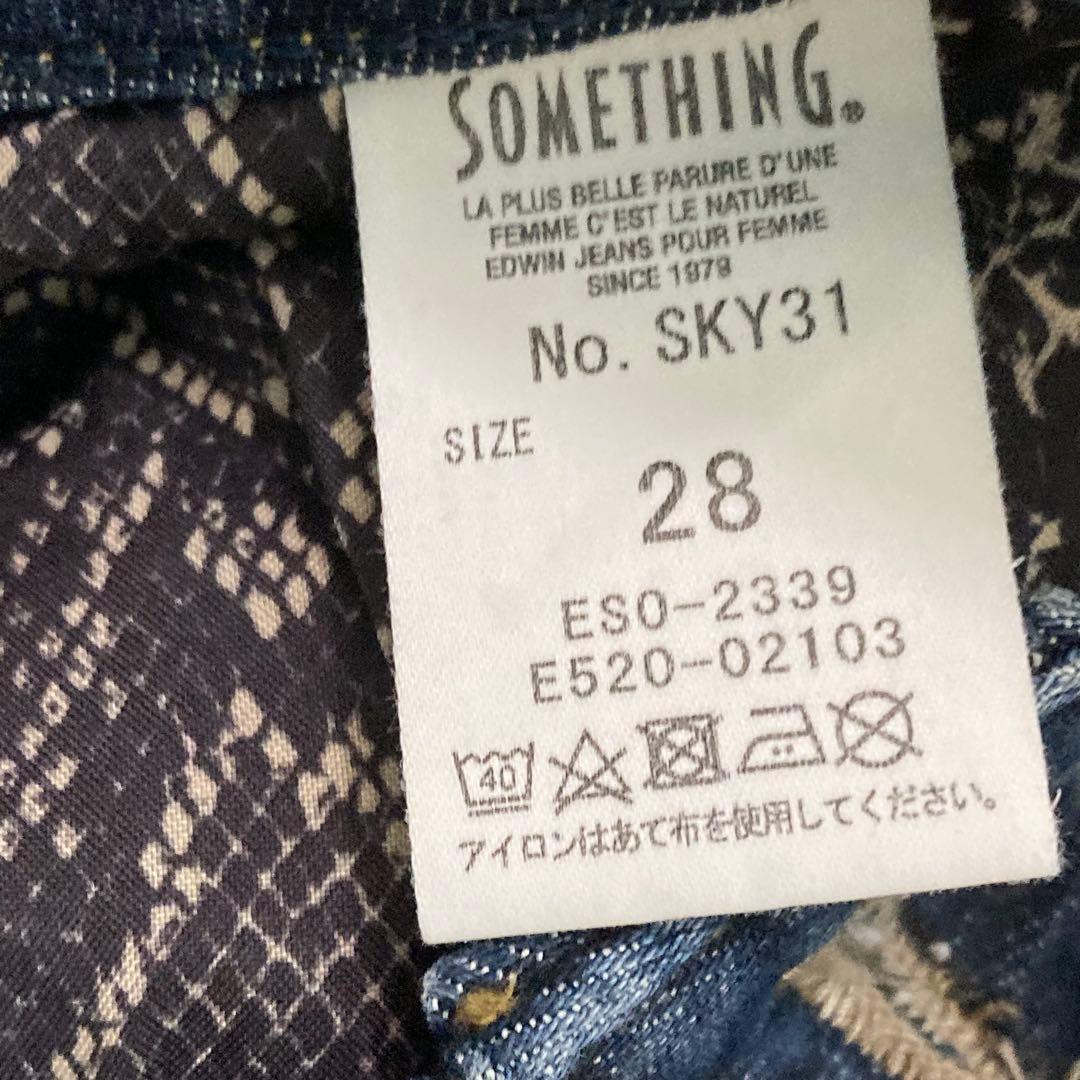 SOMETHING®
LA PLUS BELLE PARURE D'UNE
FEMME C'EST LE NATUREL
EDWIN JEANS POUR FEMME
SINCE 1979
No. SKY31
SIZE
28
ESO-2339
E520-02103
40
アイロンはあて布を使用してください。